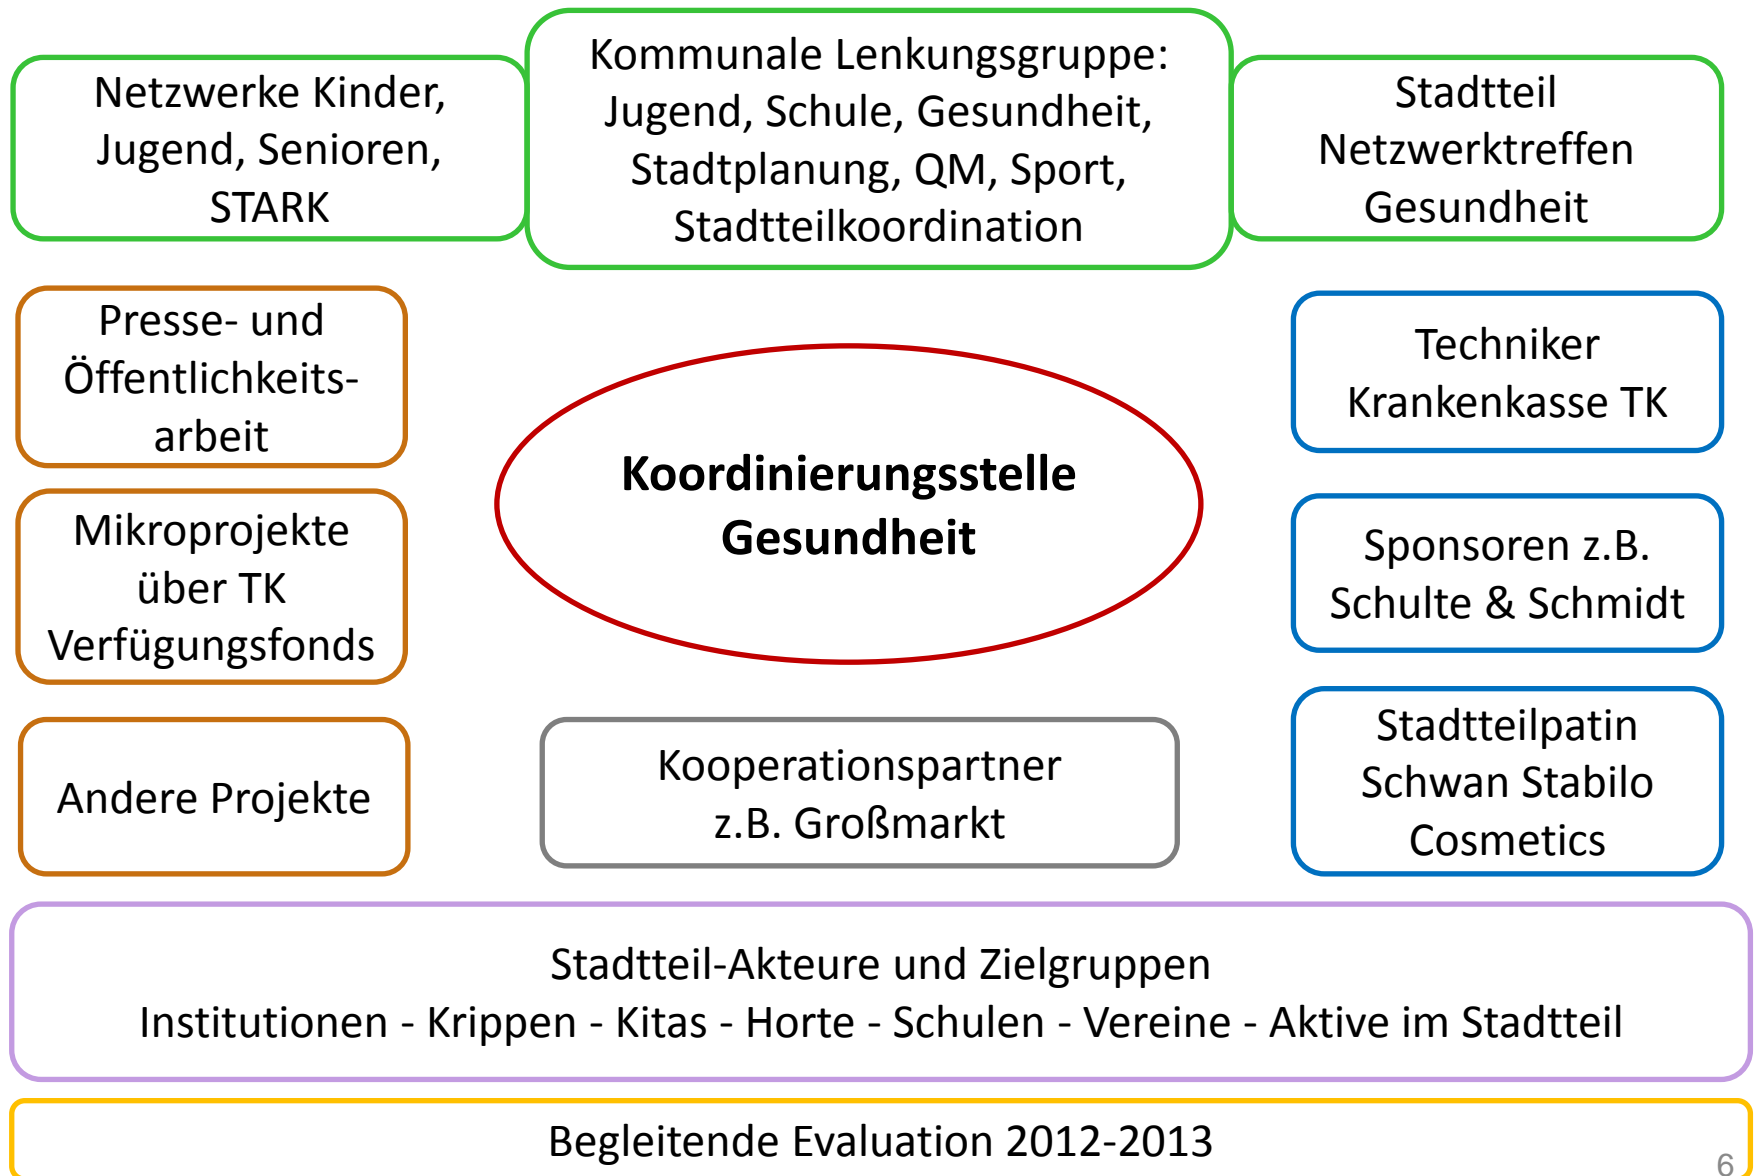 Netzwerke Kinder,
Jugend, Senioren,
STARK
Kommunale Lenkungsgruppe:
Jugend, Schule, Gesundheit,
Stadtplanung, QM, Sport,
Stadtteilkoordination
Stadtteil
Netzwerktreffen
Gesundheit
Presse- und
Öffentlichkeits-
arbeit
Mikroprojekte
über TK
Verfügungsfonds
Andere Projekte
Koordinierungsstelle
Gesundheit
Kooperationspartner
z.B. Großmarkt
Techniker
Krankenkasse TK
Sponsoren z.B.
Schulte & Schmidt
Stadtteilpatin
Schwan Stabilo
Cosmetics
Stadtteil-Akteure und Zielgruppen
Institutionen - Krippen - Kitas - Horte - Schulen - Vereine - Aktive im Stadtteil
Begleitende Evaluation 2012-2013
6